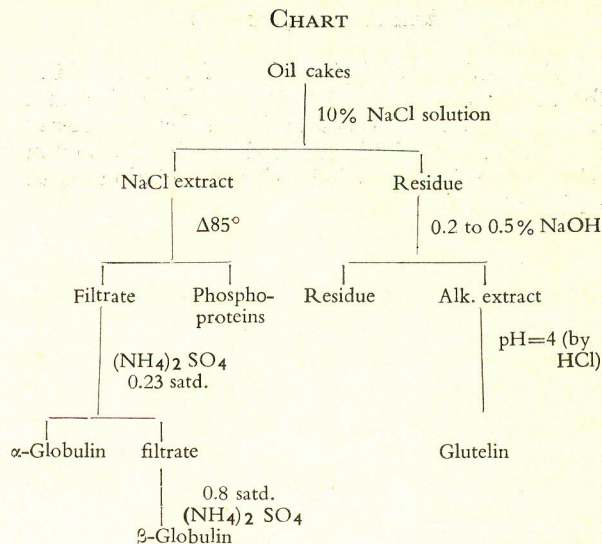 CHART
Oil cakes
10% NaCl solution
NaCl extract
Residue
Δ85°
0.2 to 0.5% NaOH
Filtrate
Phospho-
proteins
Residue
Alk. extract
(NH4)2 SO4
0.23 satd.
pH=4 (by
HCl)
α-Globulin
filtrate
Glutelin
0.8 satd.
(NH4)2 SO4
β-Globulin